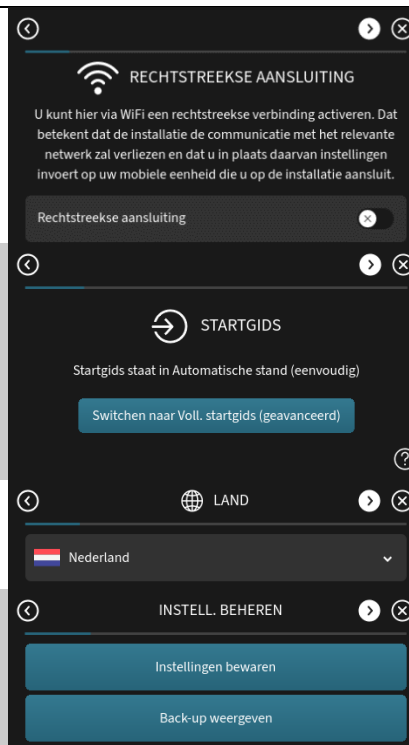 RECHTSTREEKSE AANSLUITING
U kunt hier via WiFi een rechtstreekse verbinding activeren. Dat
betekent dat de installatie de communicatie met het relevante
netwerk zal verliezen en dat u in plaats daarvan instellingen
invoert op uw mobiele eenheid die u op de installatie aansluit.
Rechtstreekse aansluiting
STARTGIDS
Startgids staat in Automatische stand (eenvoudig)
Switchen naar Voll. startgids (geavanceerd)
LAND
Nederland
INSTELL. BEHEREN
Instellingen bewaren
Back-up weergeven